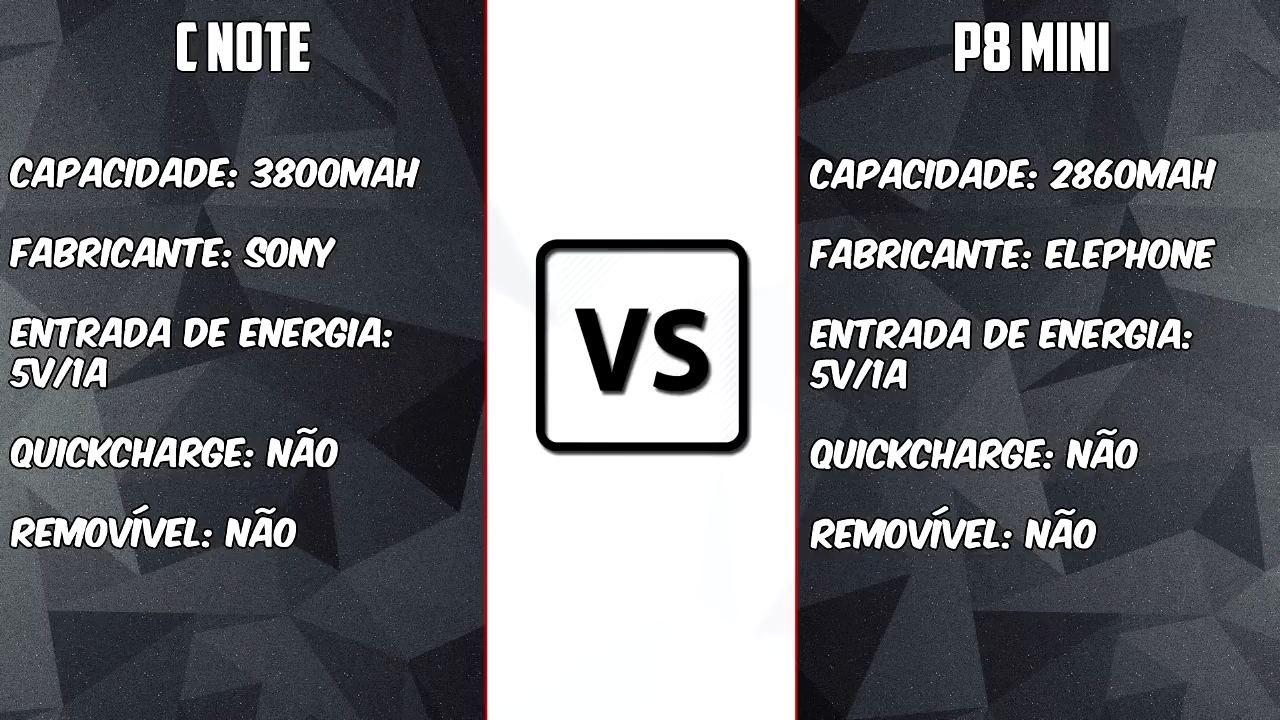 C NOTE
CAPACIDADE: 3800MAH
FABRICANTE: SONY
ENTRADA DE ENERGIA:
5V/1A
QUICKCHARGE: NÃO
REMOVÍVEL: NÃO
VS
P8 MINI
CAPACIDADE: 2860MAH
FABRICANTE: ELEPHONE
ENTRADA DE ENERGIA:
5V/1A
QUICKCHARGE: NÃO
REMOVÍVEL: NÃO